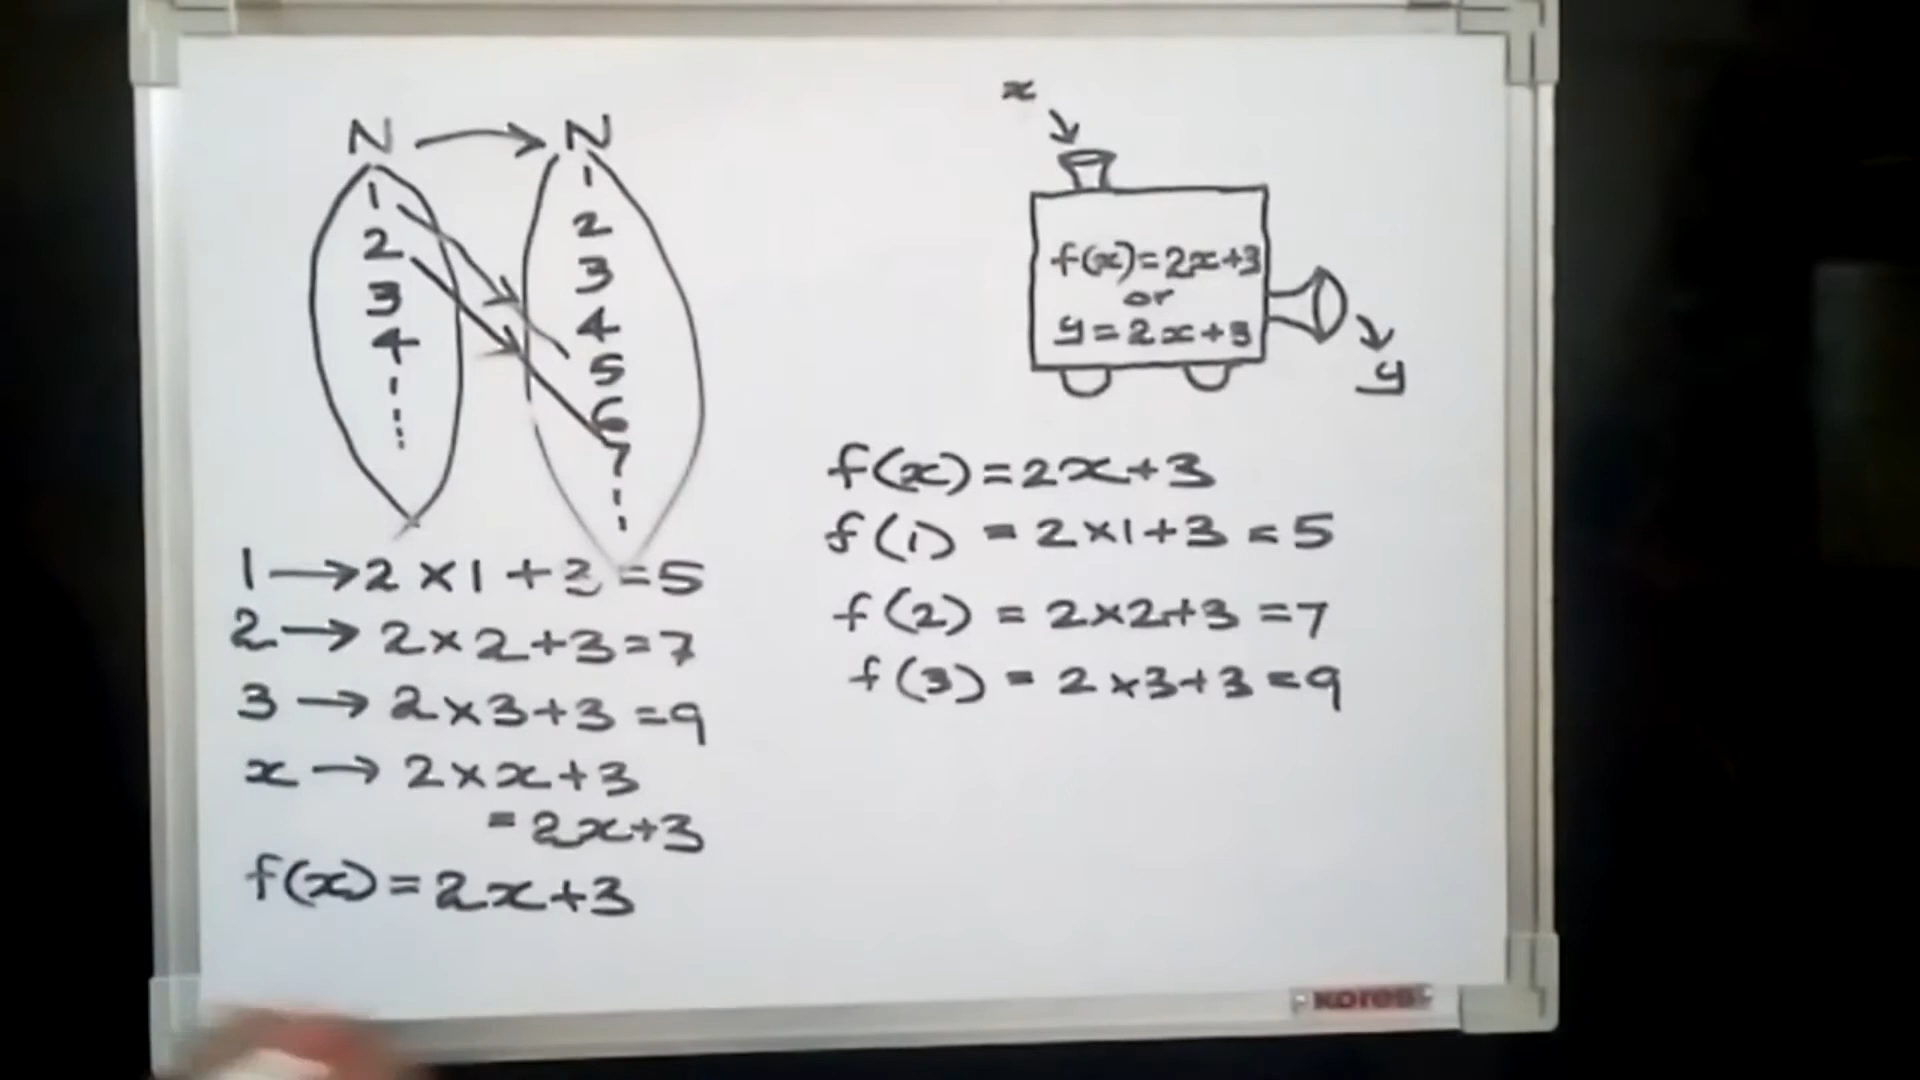 N → N
1
2
3
4
1
2
3
4
5
6
7
1 → 2 × 1 + 3 = 5
2 → 2 × 2 + 3 = 7
3 → 2 × 3 + 3 = 9
x → 2 × x + 3
= 2x + 3
f(x) = 2x + 3
x
f(x) = 2x + 3
or
y = 2x + 3
y
f(x) = 2x + 3
f(1) = 2 × 1 + 3 = 5
f(2) = 2 × 2 + 3 = 7
f(3) = 2 × 3 + 3 = 9
KORES